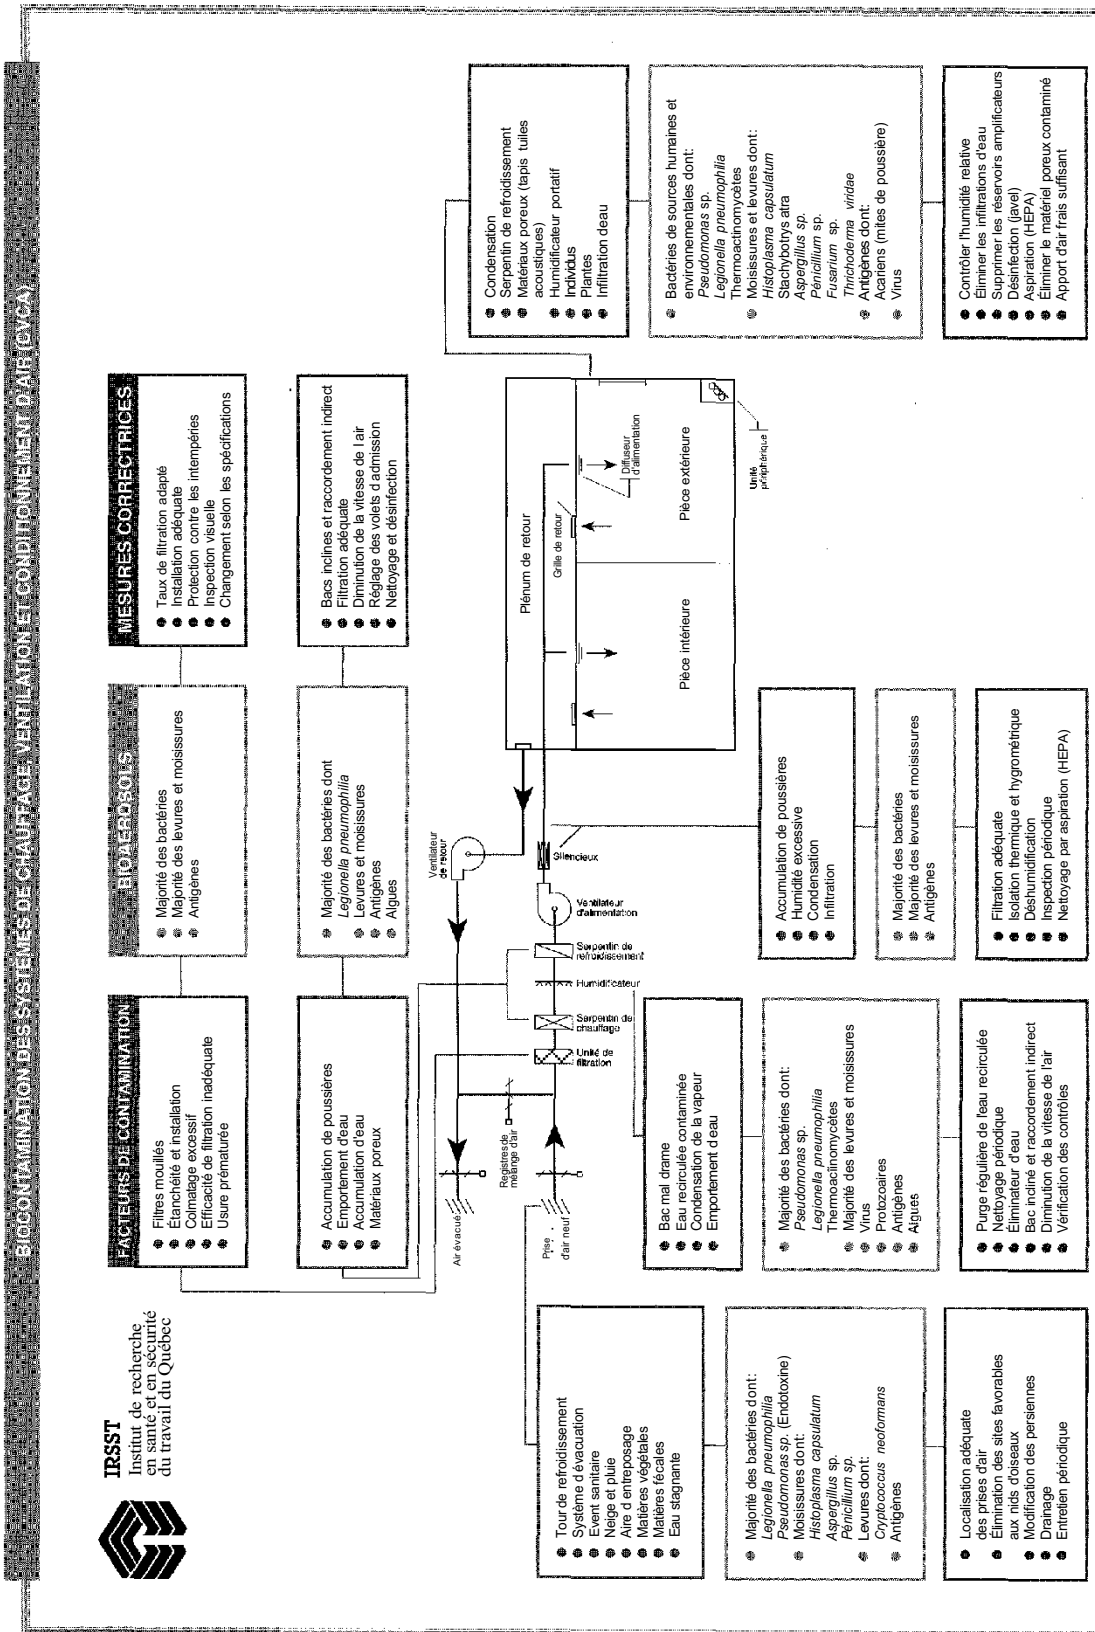 BIOCONTAMINATION DES SYSTÈMES DE CHAUFFAGE, VENTILATION ET CONDITIONNEMENT D'AIR (CVCA)
IRSST
Institut de recherche
en santé et en sécurité
du travail du Québec
FACTEURS DE CONTAMINATION
Filtres mouillés
Étanchéité et installation
Colmatage excessif
Efficacité de filtration inadéquate
Usure prématurée
BIOAÉROSOLS
Majorité des bactéries
Majorité des levures et moisissures
Antigènes
MESURES CORRECTRICES
Taux de filtration adapté
Installation adéquate
Protection contre les intempéries
Inspection visuelle
Changement selon les spécifications
Accumulation de poussières
Emportement d'eau
Accumulation d'eau
Matériaux poreux
Majorité des bactéries dont
Legionella pneumophilia
Levures et moisissures
Antigènes
Algues
Bacs inclines et raccordement indirect
Filtration adéquate
Diminution de la vitesse de l air
Réglage des volets d admission
Nettoyage et désinfection
Air évacué
Prise
d'air neuf
Registres de
mélange d'air
Unité de
filtration
Serpentin de
chauffage
Humidificateur
Serpentin de
refroidissement
Ventilateur
d'alimentation
Ventilateur
de retour
Silencieux
Plénum de retour
Grille de retour
Diffuseur
d'alimentation
Pièce intérieure
Pièce extérieure
Unité
périphérique
Tour de refroidissement
Système d évacuation
Event sanitaire
Neige et pluie
Aire d entreposage
Matières végétales
Matières fécales
Eau stagnante
Majorité des bactéries dont:
Legionella pneumophilia
Pseudomonas sp. (Endotoxine)
Moissures dont:
Histoplasma capsulatum
Aspergillus sp.
Pénicillium sp.
Levures dont:
Cryptococcus neoformans
Antigènes
Localisation adéquate
des prises d'air
Élimination des sites favorables
aux nids d'oiseaux
Modification des persiennes
Drainage
Entretien périodique
Bac mal drame
Eau recirculée contaminée
Condensation de la vapeur
Emportement d eau
Majorité des bactéries dont:
Pseudomonas sp.
Legionella pneumophilia
Thermoaclinomycètes
Majorité des levures et moisissures
Virus
Protozoaires
Antigènes
Algues
Purge régulière de l'eau recirculée
Nettoyage périodique
Éliminateur d'eau
Bac incliné et raccordement indirect
Diminution de la vitesse de l'air
Vérification des contrôles
Accumulation de poussières
Humidité excessive
Condensation
Infiltration
Majorité des bactéries
Majorité des levures et moisissures
Antigènes
Filtration adéquate
Isolation thermique et hygrométrique
Déshumidification
Inspection périodique
Nettoyage par aspiration (HEPA)
Condensation
Serpentin de refroidissement
Matériaux poreux (tapis tuiles
acoustiques)
Humidificateur portatif
Individus
Plantes
Infiltration deau
Bactéries de sources humaines et
environnementales dont:
Pseudomonas sp.
Legionella pneumophilia
Thermoactinomycètes
Moisissures et levures dont:
Histoplasma capsulatum
Stachybotrys atra
Aspergillus sp.
Pénicillium sp.
Fusarium sp.
Thrichoderma viridae
Antigènes dont:
Acariens (mites de poussière)
Virus
Contrôler l'humidité relative
Éliminer les infiltrations d'eau
Supprimer les réservoirs amplificateurs
Désinfection (javel)
Aspiration (HEPA)
Éliminer le matériel poreux contaminé
Apport d'air frais suffisant